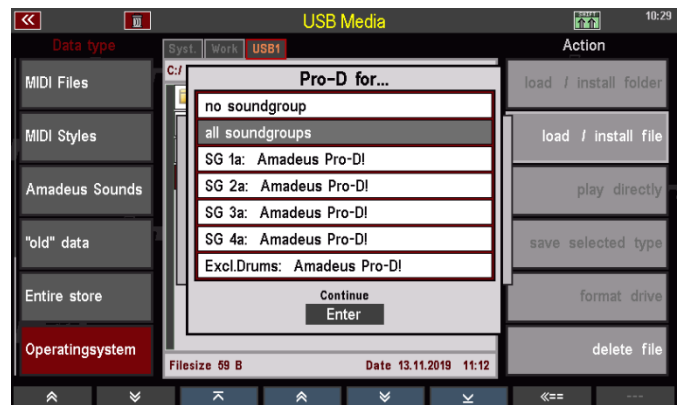 USB Media
10:29
Data type
Action
Syst. Work USB1
C:/
MIDI Files
MIDI Styles
Amadeus Sounds
"old" data
Entire store
Operatingsystem
Pro-D for...
no soundgroup
all soundgroups
SG 1a: Amadeus Pro-D!
SG 2a: Amadeus Pro-D!
SG 3a: Amadeus Pro-D!
SG 4a: Amadeus Pro-D!
Excl.Drums: Amadeus Pro-D!
Continue
Enter
Filesize 59 B Date 13.11.2019 11:12
load / install folder
load / install file
play directly
save selected type
format drive
delete file
«==
---